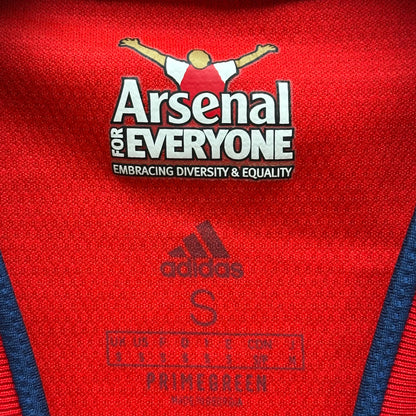 Arsenal
FOR EVERYONE
EMBRACING DIVERSITY & EQUALITY
adidas
S
PRIMEGREEN